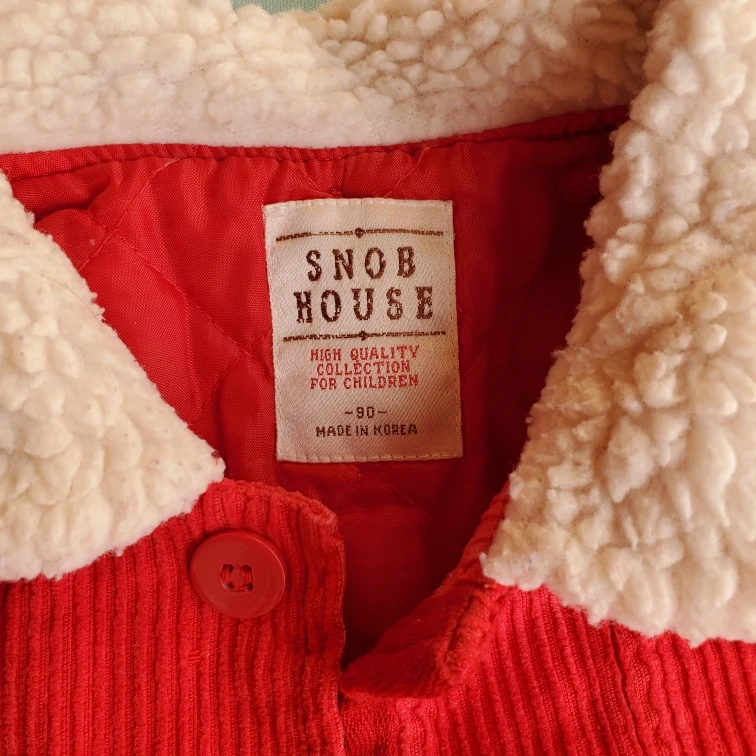 SNOB
HOUSE
HIGH QUALITY
COLLECTION
FOR CHILDREN
-90-
MADE IN KOREA